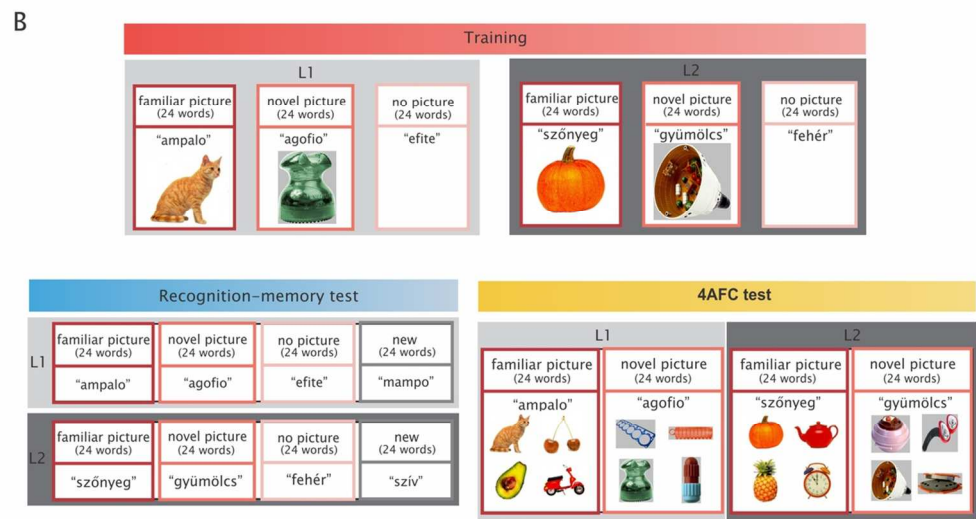 B
Training
L1
familiar picture
(24 words)
"ampalo"
novel picture
(24 words)
"agofio"
no picture
(24 words)
"efite"
L2
familiar picture
(24 words)
"szőnyeg"
novel picture
(24 words)
"gyümölcs"
no picture
(24 words)
"fehér"
Recognition-memory test
L1
familiar picture
(24 words)
"ampalo"
novel picture
(24 words)
"agofio"
no picture
(24 words)
"efite"
new
(24 words)
"mampo"
L2
familiar picture
(24 words)
"szőnyeg"
novel picture
(24 words)
"gyümölcs"
no picture
(24 words)
"fehér"
new
(24 words)
"szív"
4AFC test
L1
familiar picture
(24 words)
"ampalo"
novel picture
(24 words)
"agofio"
L2
familiar picture
(24 words)
"szőnyeg"
novel picture
(24 words)
"gyümölcs"